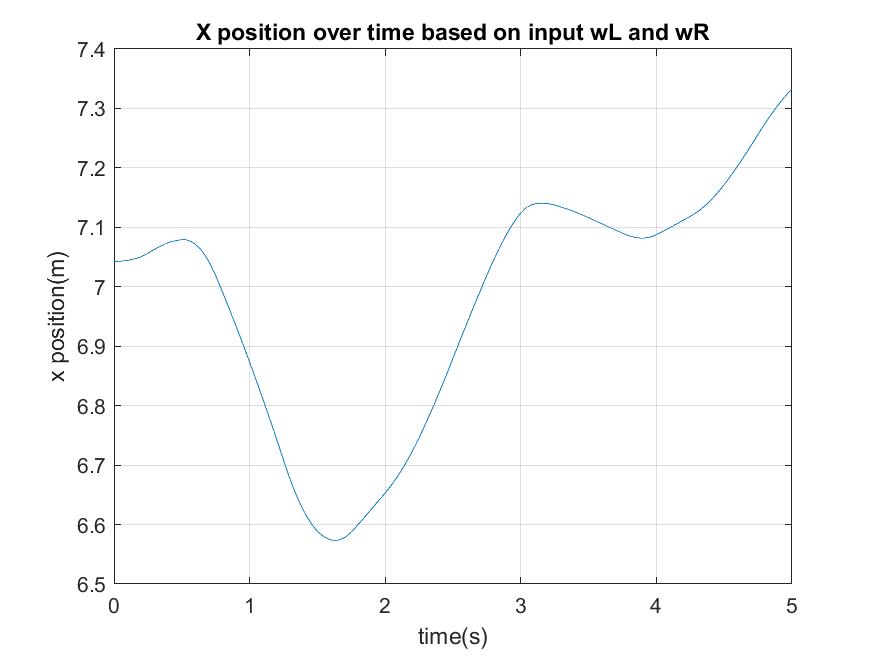 X position over time based on input wL and wR
7.4
7.3
7.2
7.1
7
6.9
6.8
6.7
6.6
6.5
x position(m)
0 1 2 3 4 5
time(s)